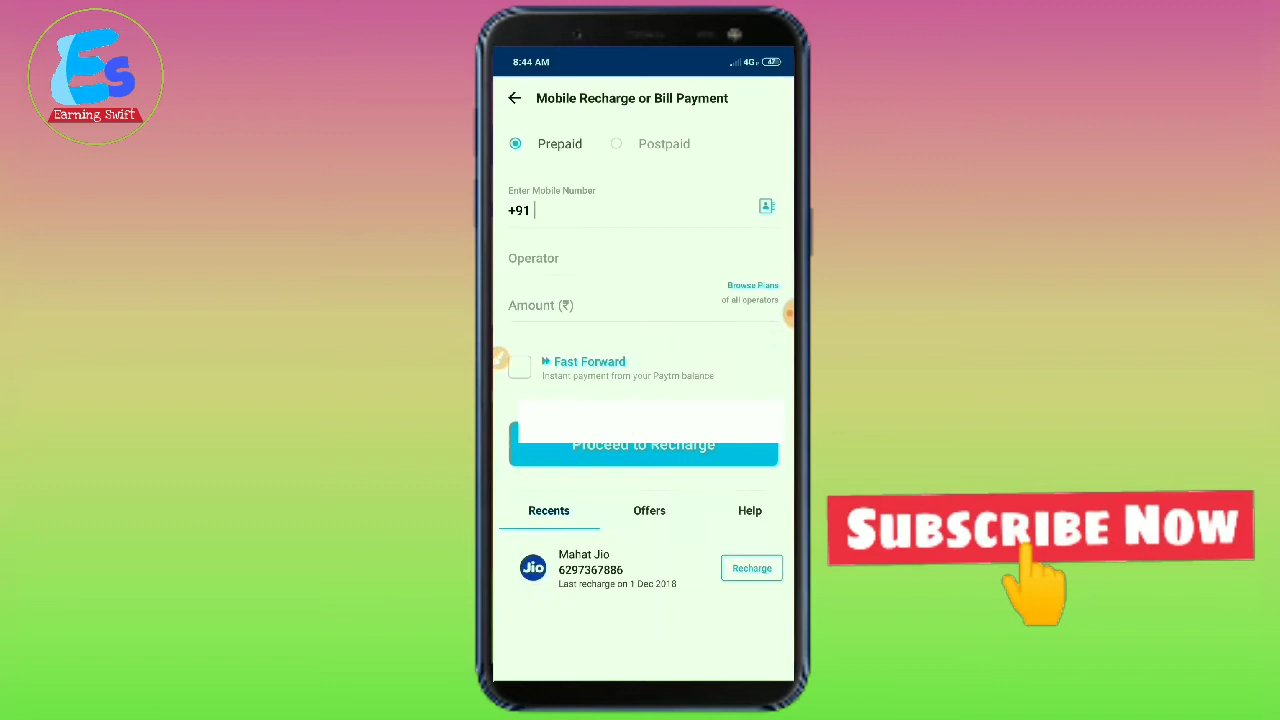 Es
Earning Swift
8:44 AM
4G
47
Mobile Recharge or Bill Payment
Prepaid
Postpaid
Enter Mobile Number
+91
Operator
Browse Plans
of all operators
Amount (₹)
Fast Forward
Instant payment from your Paytm balance
Proceed to Recharge
Recents Offers Help
Jio
Mahat Jio
6297367886
Last recharge on 1 Dec 2018
Recharge
SUBSCRIBE NOW